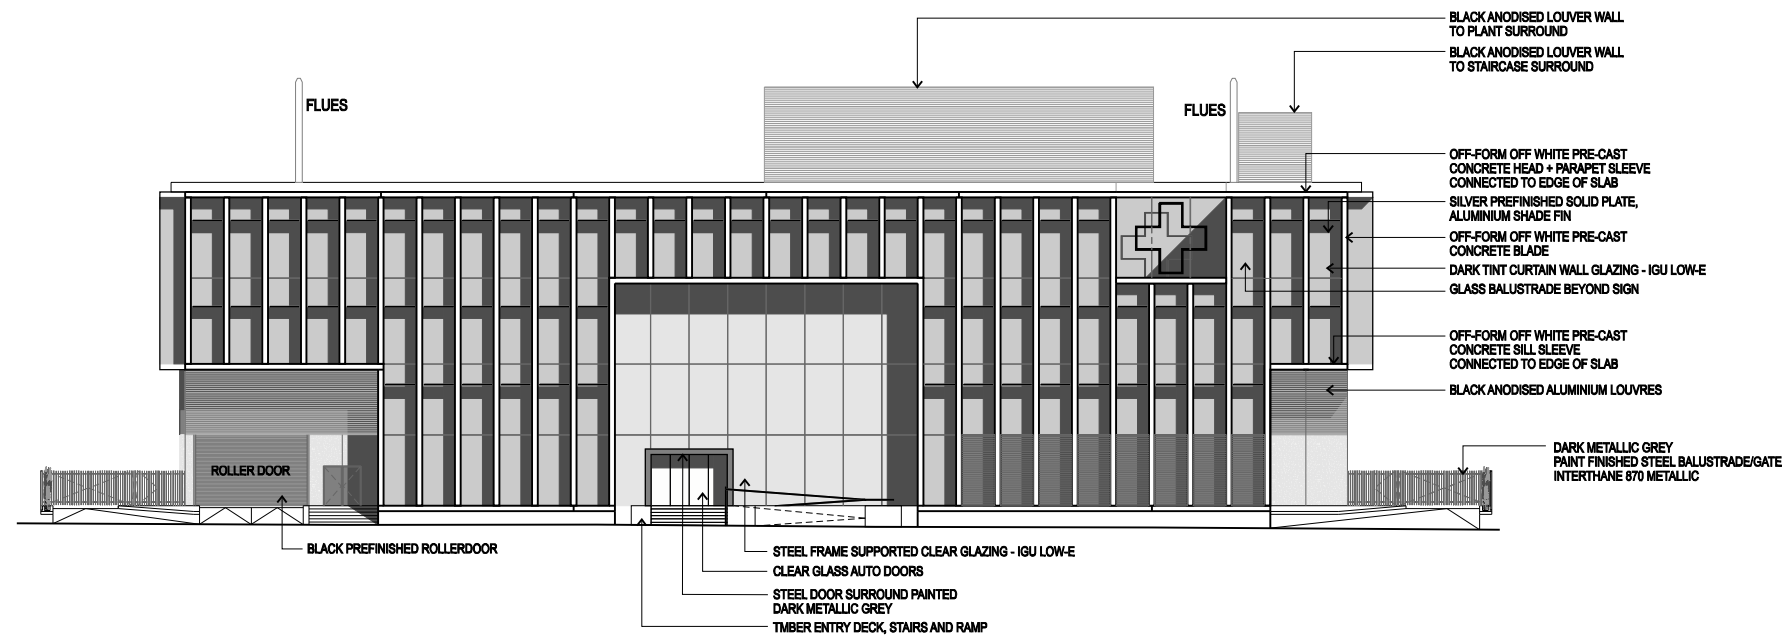 BLACK ANODISED LOUVER WALL
TO PLANT SURROUND
BLACK ANODISED LOUVER WALL
TO STAIRCASE SURROUND
FLUES
FLUES
OFF-FORM OFF WHITE PRE-CAST
CONCRETE HEAD + PARAPET SLEEVE
CONNECTED TO EDGE OF SLAB
SILVER PREFINISHED SOLID PLATE,
ALUMINIUM SHADE FIN
OFF-FORM OFF WHITE PRE-CAST
CONCRETE BLADE
DARK TINT CURTAIN WALL GLAZING - IGU LOW-E
GLASS BALUSTRADE BEYOND SIGN
OFF-FORM OFF WHITE PRE-CAST
CONCRETE SILL SLEEVE
CONNECTED TO EDGE OF SLAB
BLACK ANODISED ALUMINIUM LOUVRES
DARK METALLIC GREY
PAINT FINISHED STEEL BALUSTRADE/GATE
INTERTHANE 870 METALLIC
ROLLER DOOR
BLACK PREFINISHED ROLLERDOOR
STEEL FRAME SUPPORTED CLEAR GLAZING - IGU LOW-E
CLEAR GLASS AUTO DOORS
STEEL DOOR SURROUND PAINTED
DARK METALLIC GREY
TMBER ENTRY DECK, STAIRS AND RAMP